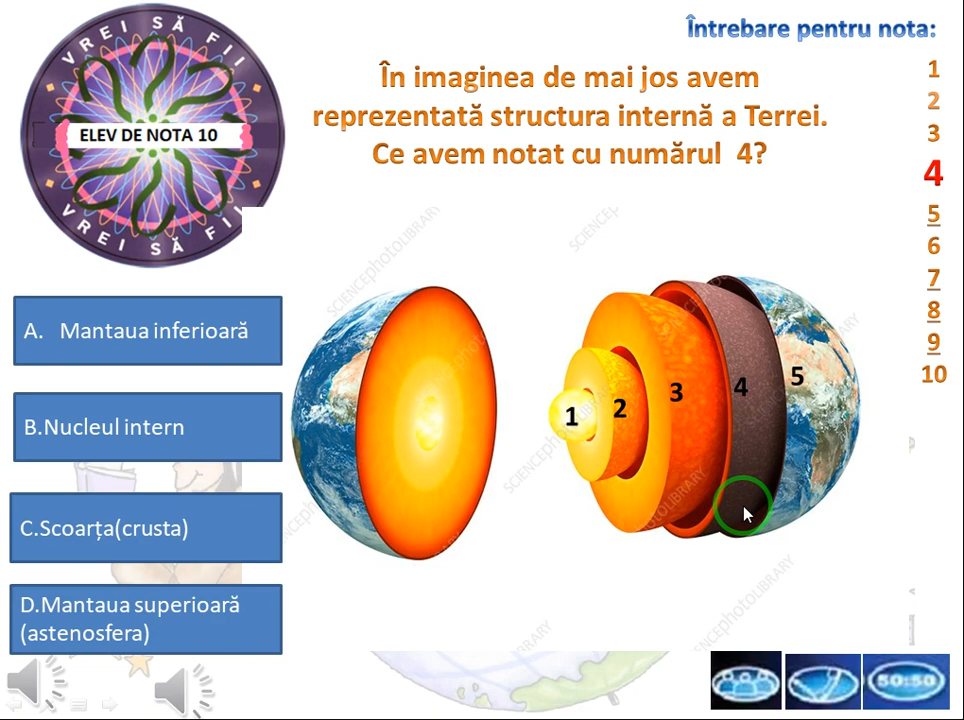 VREI SĂ FII
ELEV DE NOTA 10
VREI SĂ FII
Întrebare pentru nota:
În imaginea de mai jos avem
reprezentată structura internă a Terrei.
Ce avem notat cu numărul 4?
1
2
3
4
5
6
7
8
9
10
A. Mantaua inferioară
B.Nucleul intern
C.Scoarța(crusta)
D.Mantaua superioară
(astenosfera)
1
2
3
4
5
SCIENCEphotoLIBRARY
50:50